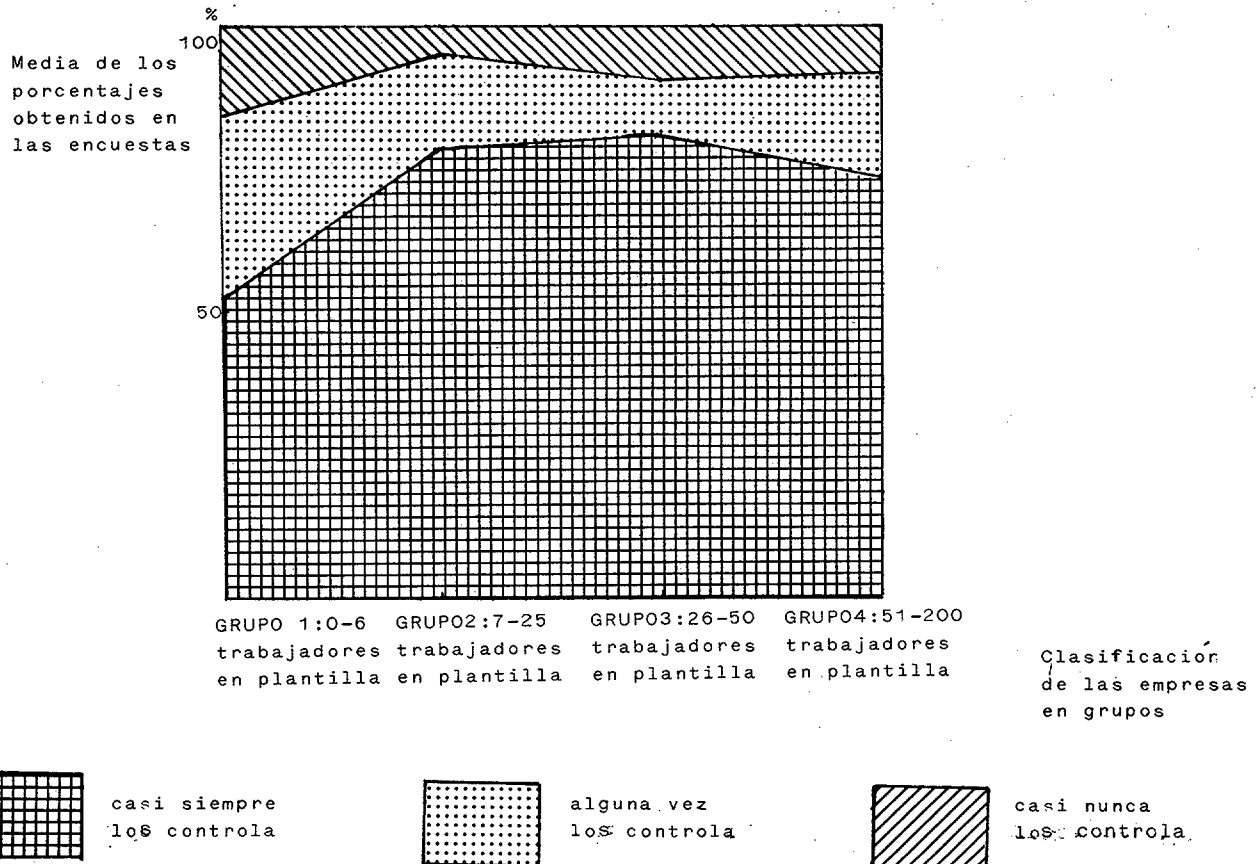 %
100
Media de los
porcentajes
obtenidos en
las encuestas
50
GRUPO 1:0-6 GRUPO2:7-25 GRUPO3:26-50 GRUPO4:51-200
trabajadores trabajadores trabajadores trabajadores
en plantilla en plantilla en plantilla en plantilla
Clasificación
de las empresas
en grupos
casi siempre
los controla
alguna vez
los controla
casi nunca
los controla